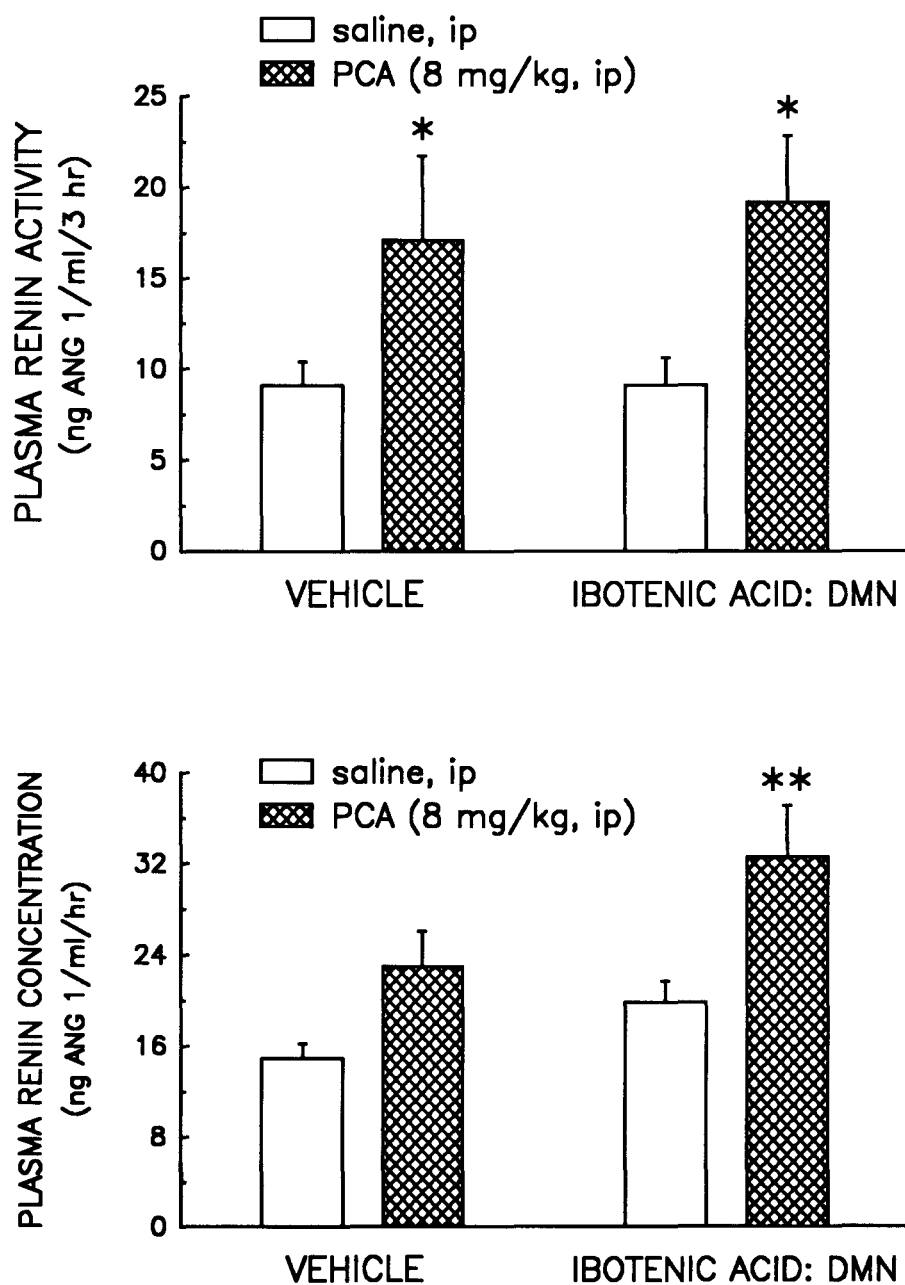 saline, ip
PCA (8 mg/kg, ip)
PLASMA RENIN ACTIVITY
(ng ANG 1/ml/3 hr)
25
20
15
10
5
0
*
*
VEHICLE
IBOTENIC ACID: DMN
saline, ip
PCA (8 mg/kg, ip)
PLASMA RENIN CONCENTRATION
(ng ANG 1/ml/hr)
40
32
24
16
8
0
**
VEHICLE
IBOTENIC ACID: DMN